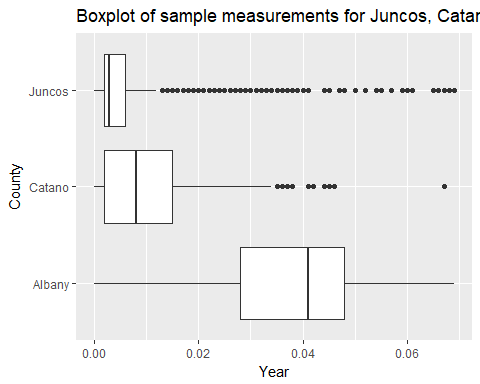 Boxplot of sample measurements for Juncos, Catar
Juncos
Catano
Albany
County
0.00 0.02 0.04 0.06
Year